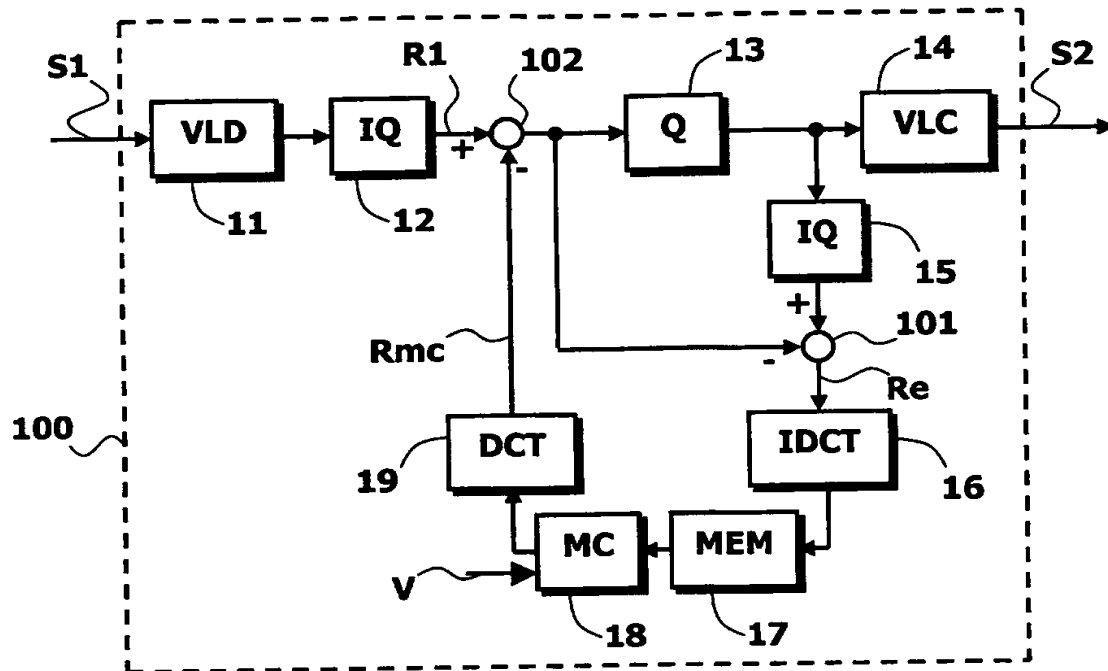 S1
R1
102
13
14
S2
VLD
IQ
+
-
Q
VLC
11
12
IQ
15
+
101
-
Rmc
Re
100
DCT
IDCT
19
16
MC
MEM
V
18
17